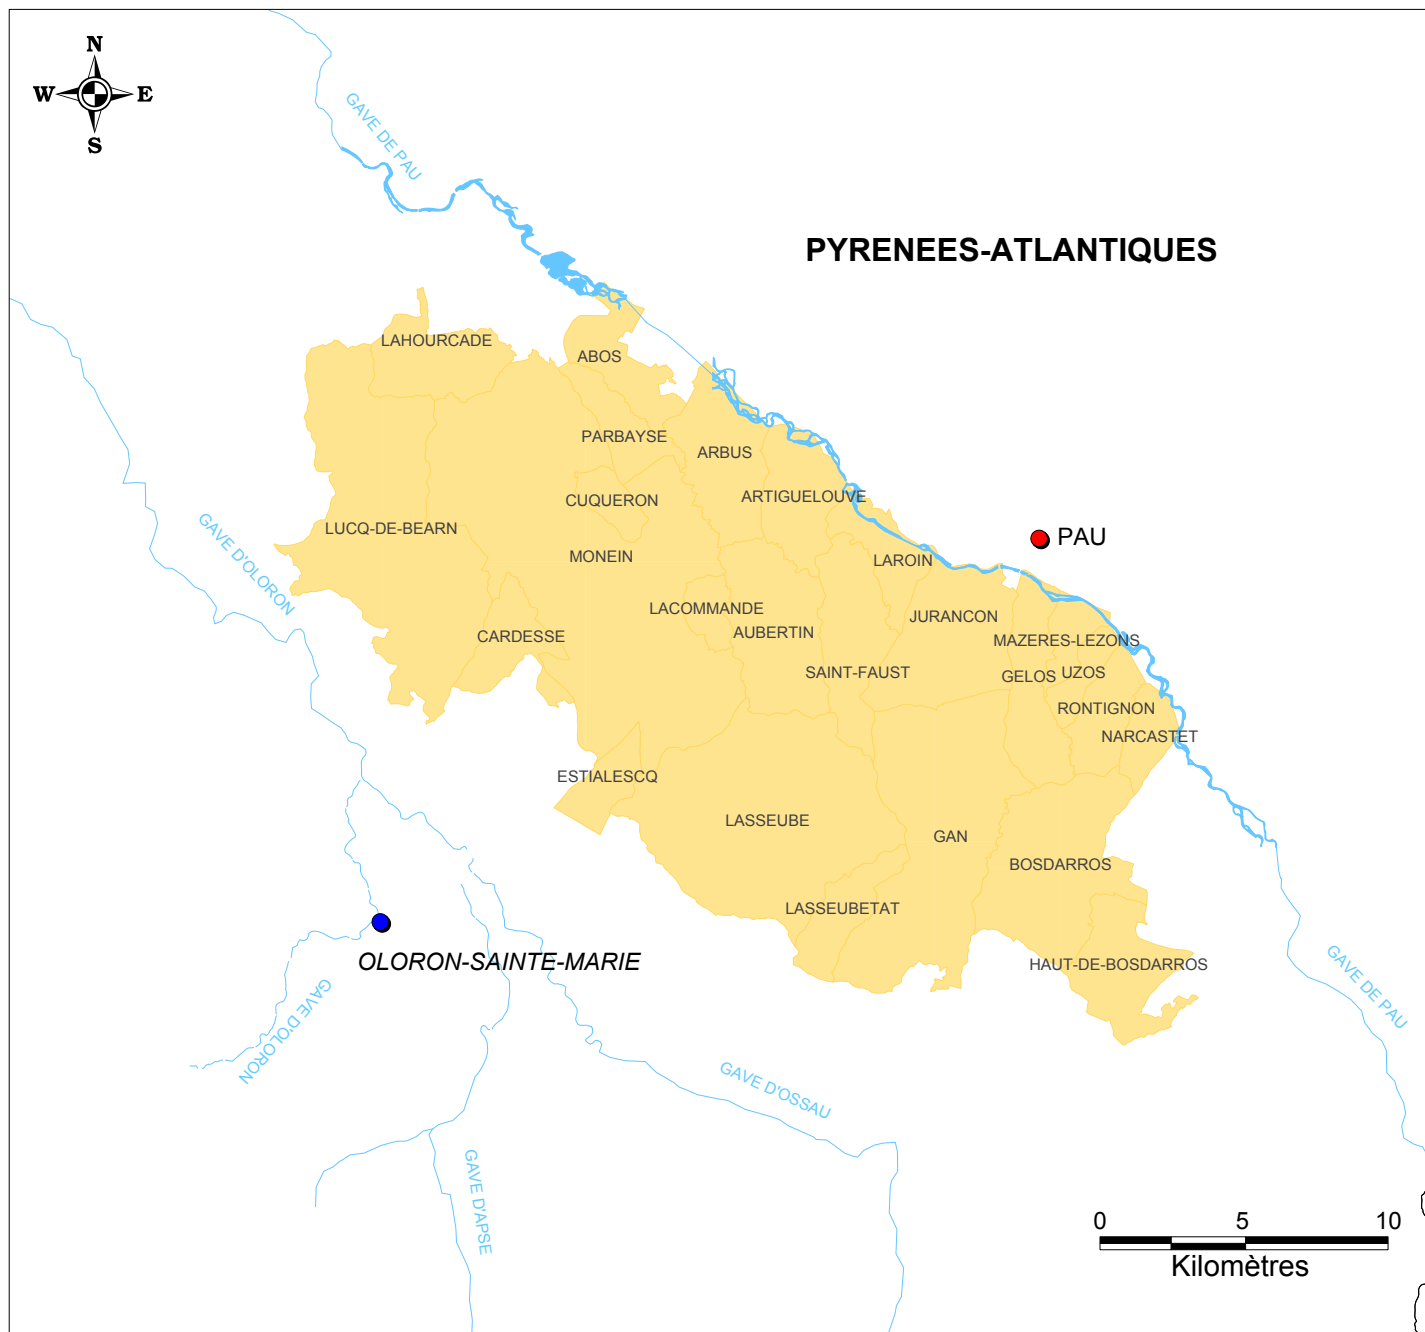 N
W E
S
GAVE DE PAU
PYRENEES-ATLANTIQUES
LAHOURCADE
ABOS
PARBAYSE
ARBUS
CUQUERON
ARTIGUELOUVE
LUCQ-DE-BEARN
GAVE D'OLORON
MONEIN
LAROIN
PAU
LACOMMANDE
JURANCON
CARDESSE
AUBERTIN
MAZERES-LEZONS
SAINT-FAUST
GELOS
UZOS
RONTIGNON
NARCASTET
ESTIALESCQ
LASSEUBE
GAN
BOSDARROS
LASSEUBETAT
OLORON-SAINTE-MARIE
HAUT-DE-BOSDARROS
GAVE D'OLORON
GAVE DE PAU
GAVE D'OSSAU
GAVE D'APSE
0 5 10
Kilomètres